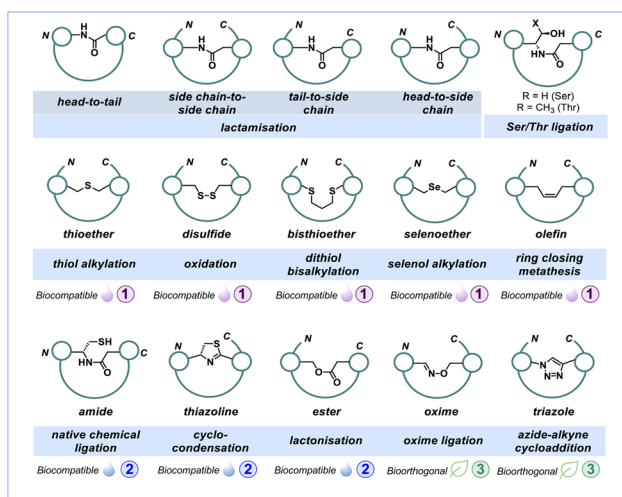 N
NH
O
C
N
C
NH
O
N
C
NH
O
N
C
NH
O
X
OH
N
C
HN
O
R = H (Ser)
R = CH₃ (Thr)
head-to-tail
side chain-to-
side chain
tail-to-side
chain
head-to-side
chain
lactamisation
Ser/Thr ligation
N
C
S
N
C
S–S
N
C
S
S
N
C
Se
N
C
thioether
disulfide
bisthioether
selenoether
olefin
thiol alkylation
oxidation
dithiol
bisalkylation
selenol alkylation
ring closing
metathesis
Biocompatible 1
Biocompatible 1
Biocompatible 1
Biocompatible 1
Biocompatible 1
N
SH
C
HN
O
N
C
S
N
N
C
O
O
N
C
N
O
N
C
N
N=N
amide
thiazoline
ester
oxime
triazole
native chemical
ligation
cyclo-
condensation
lactonisation
oxime ligation
azide-alkyne
cycloaddition
Biocompatible 2
Biocompatible 2
Biocompatible 2
Bioorthogonal 3
Bioorthogonal 3